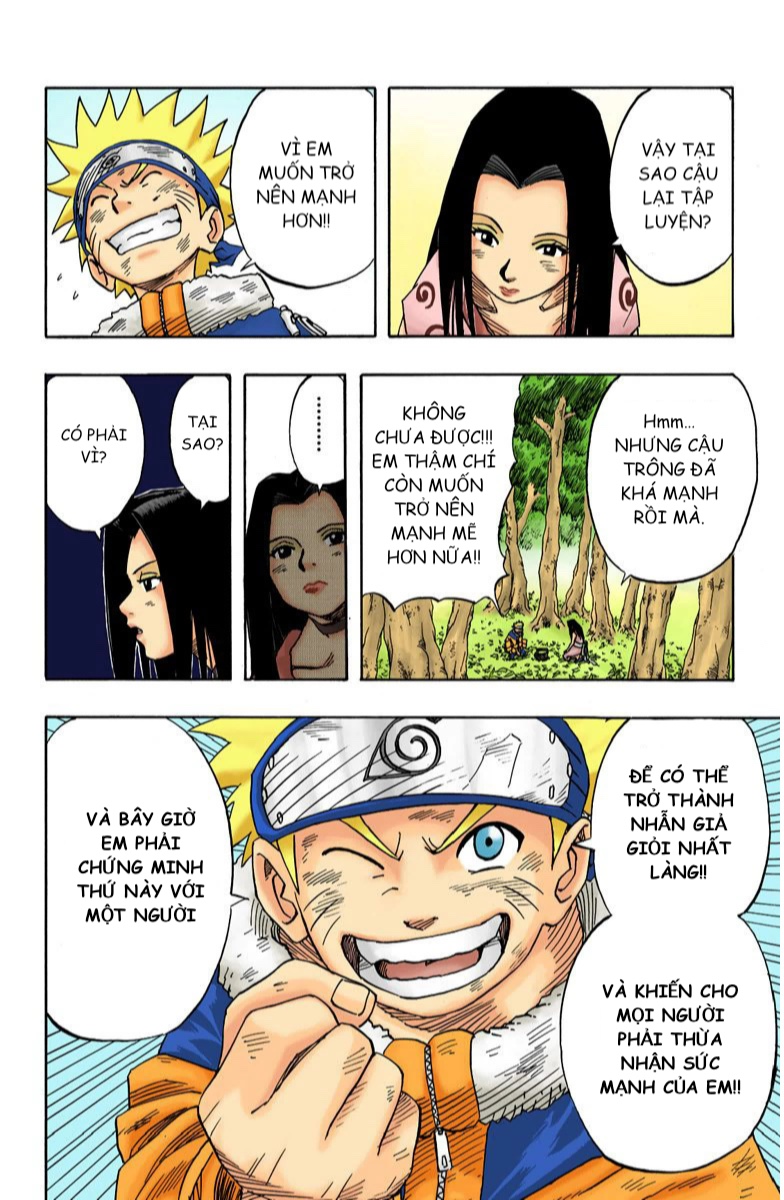 VẬY TẠI
SAO CẬU
LẠI TẬP
LUYỆN?
VÌ EM
MUỐN TRỞ
NÊN MẠNH
HƠN!!
Hmm...
NHƯNG CẬU
TRÔNG ĐÃ
KHÁ MẠNH
RỒI MÀ.
KHÔNG
CHƯA ĐƯỢC!!!
EM THẬM CHÍ
CÒN MUỐN
TRỞ NÊN
MẠNH MẼ
HƠN NỮA!!
.........
TẠI
SAO?
CÓ PHẢI
VÌ?
ĐỂ CÓ THỂ
TRỞ THÀNH
NHẪN GIẢ
GIỎI NHẤT
LÀNG!!
VÀ KHIẾN CHO
MỌI NGƯỜI
PHẢI THỪA
NHẬN SỨC
MẠNH CỦA EM!!
VÀ BÂY GIỜ
EM PHẢI
CHỨNG MINH
THỨ NÀY VỚI
MỘT NGƯỜI